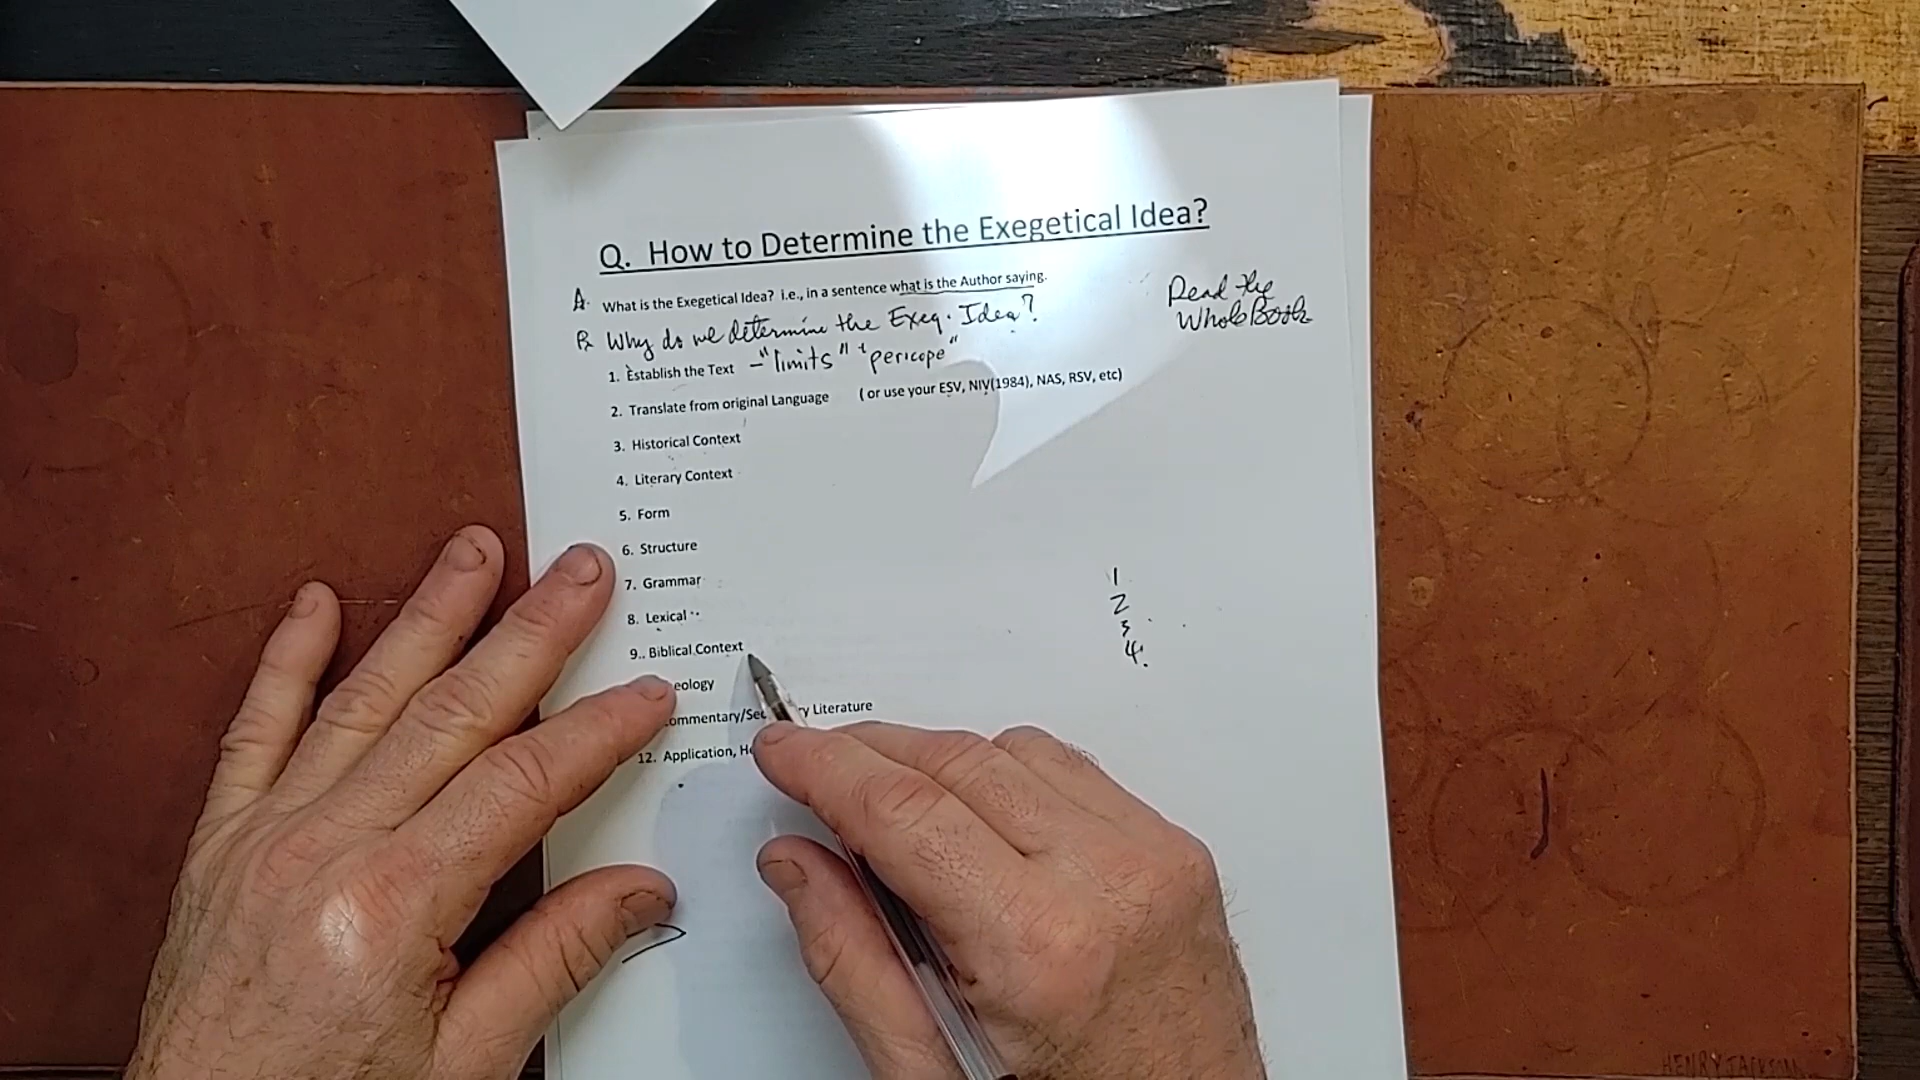 Q. How to Determine the Exegetical Idea?
A. What is the Exegetical Idea? i.e., in a sentence what is the Author saying.
Read the
Whole Book
B. Why do we determine the Exeg. Idea?
1. Establish the Text - "limits" + "pericope"
2. Translate from original Language ( or use your ESV, NIV(1984), NAS, RSV, etc)
3. Historical Context
4. Literary Context
5. Form
6. Structure
7. Grammar
8. Lexical
9.. Biblical Context
eology
ommentary/Sec ry Literature
12. Application, He
1
2
3
4.
HENRY JACKSON